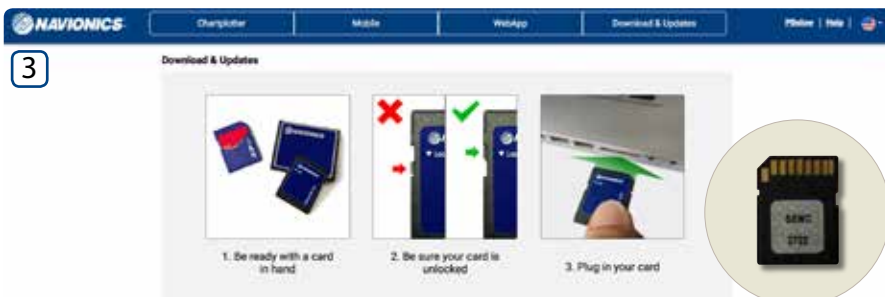 NAVIONICS Chartplotter Mobile WebApp Download & Updates Help
3
Download & Updates
1. Be ready with a card
in hand
2. Be sure your card is
unlocked
3. Plug in your card